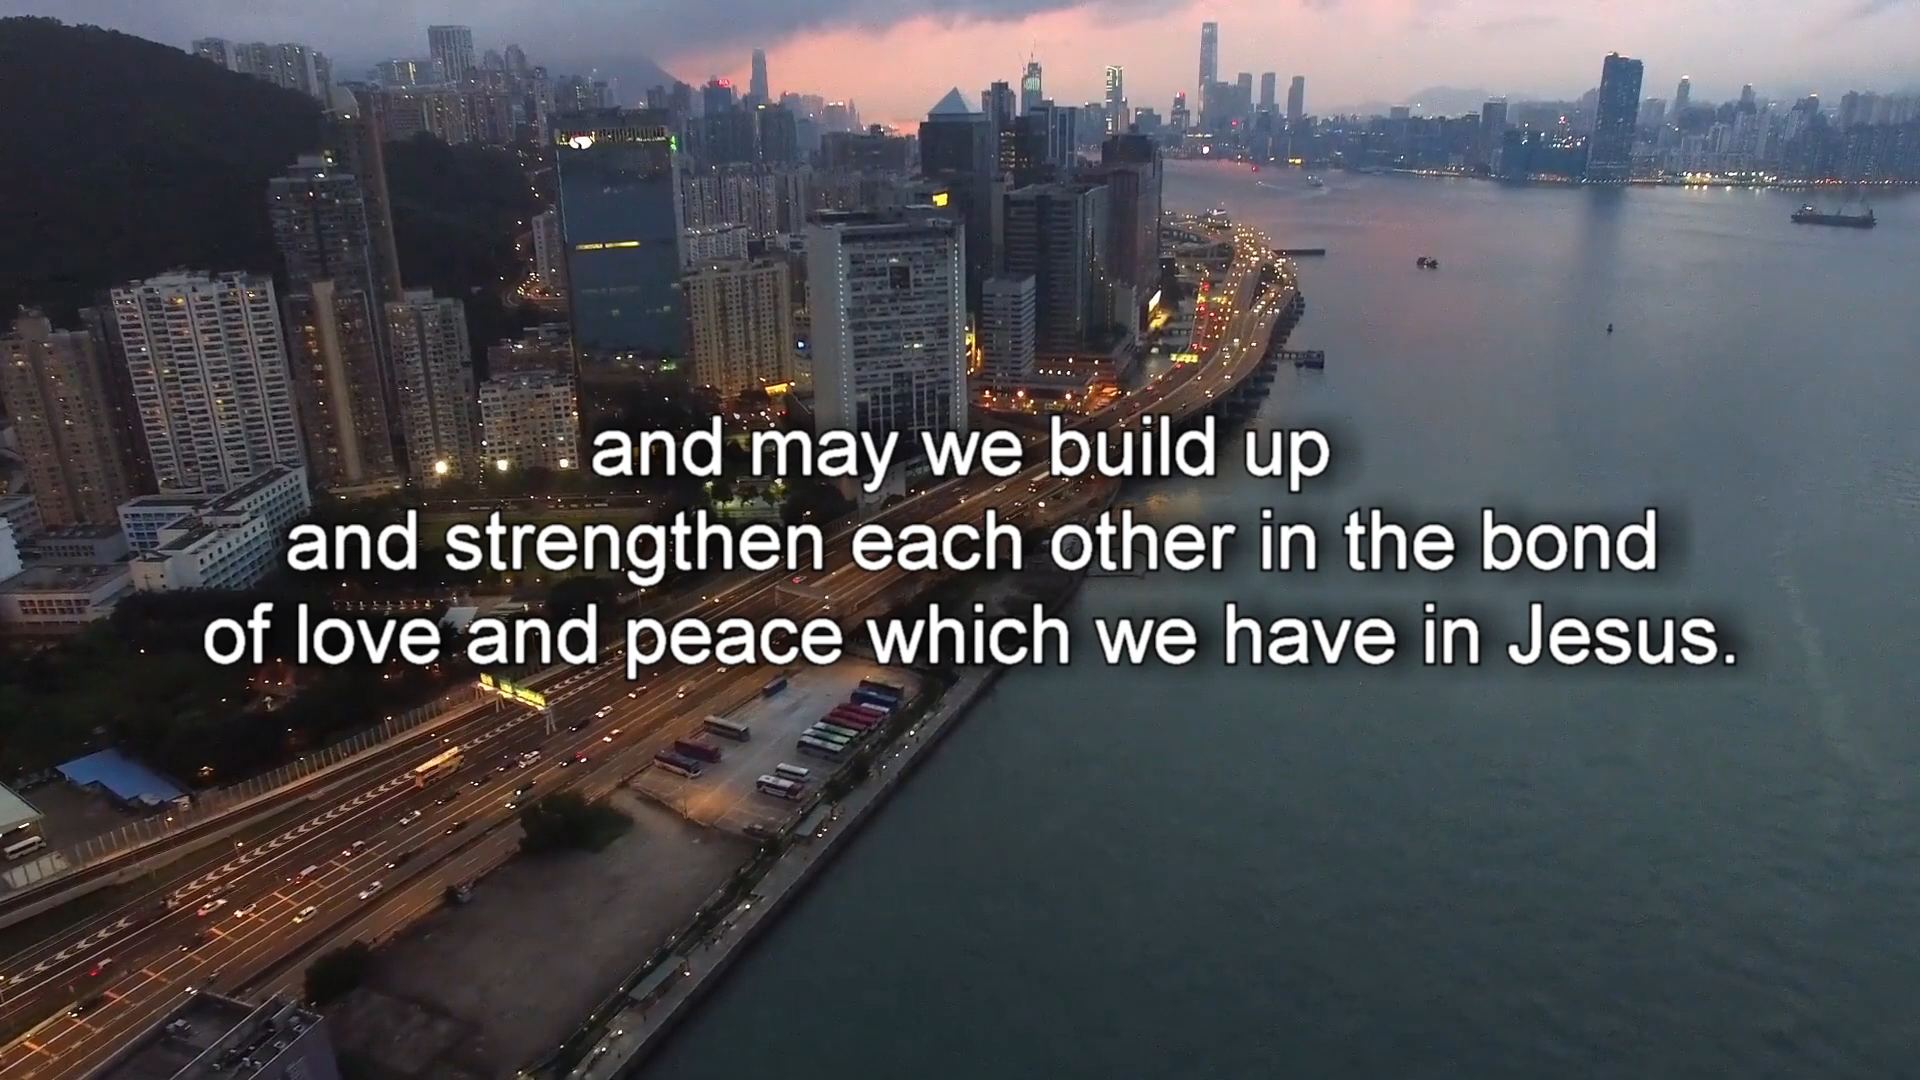 and may we build up
and strengthen each other in the bond
of love and peace which we have in Jesus.